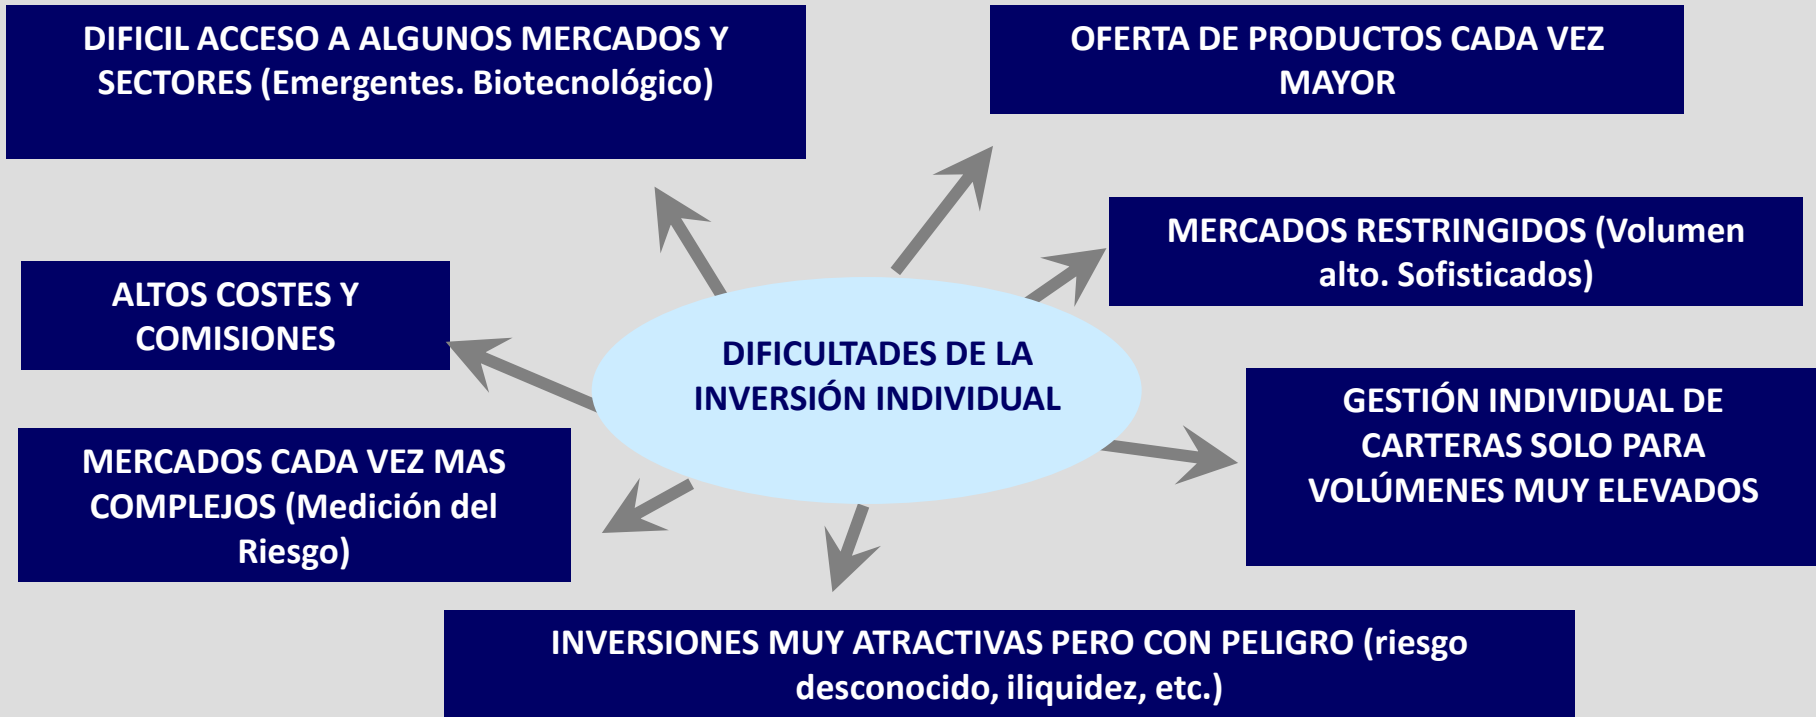 DIFICIL ACCESO A ALGUNOS MERCADOS Y
SECTORES (Emergentes. Biotecnológico)
OFERTA DE PRODUCTOS CADA VEZ
MAYOR
MERCADOS RESTRINGIDOS (Volumen
alto. Sofisticados)
ALTOS COSTES Y
COMISIONES
DIFICULTADES DE LA
INVERSIÓN INDIVIDUAL
GESTIÓN INDIVIDUAL DE
CARTERAS SOLO PARA
VOLÚMENES MUY ELEVADOS
MERCADOS CADA VEZ MAS
COMPLEJOS (Medición del
Riesgo)
INVERSIONES MUY ATRACTIVAS PERO CON PELIGRO (riesgo
desconocido, iliquidez, etc.)